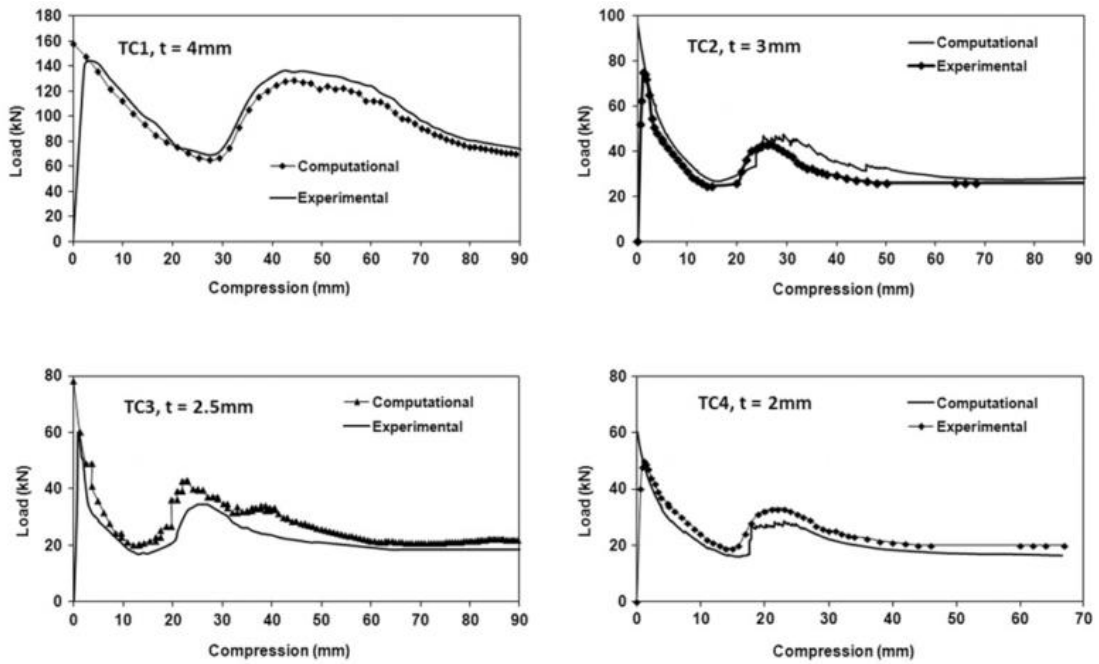 TC1, t = 4mm
Load (kN)
180
160
140
120
100
80
60
40
20
0
Computational
Experimental
0 10 20 30 40 50 60 70 80 90
Compression (mm)
TC2, t = 3mm
Load (kN)
100
80
60
40
20
0
Computational
Experimental
0 10 20 30 40 50 60 70 80 90
Compression (mm)
TC3, t = 2.5mm
Load (kN)
80
60
40
20
0
Computational
Experimental
0 10 20 30 40 50 60 70 80 90
Compression (mm)
TC4, t = 2mm
Load (kN)
80
60
40
20
0
Computational
Experimental
0 10 20 30 40 50 60 70
Compression (mm)